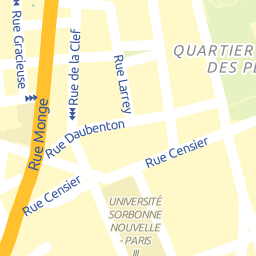 Rue Gracieuse
Rue de la Clef
Rue Larrey
QUARTIER
DES
Rue Monge
Rue Daubenton
Rue Censier
Rue Censier
UNIVERSITÉ
SORBONNE
NOUVELLE
- PARIS
III